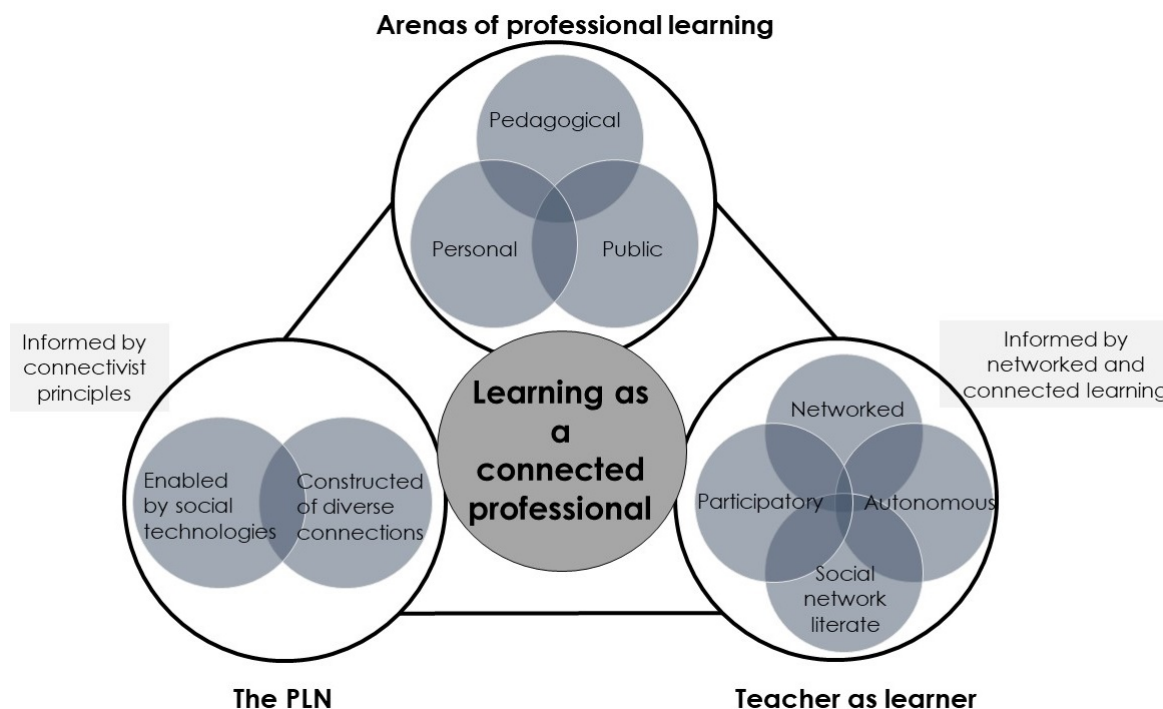 Arenas of professional learning
Pedagogical
Personal
Public
Informed by
connectivist
principles
Informed by
networked and
connected learning
Learning as
a
connected
professional
Enabled
by social
technologies
Constructed
of diverse
connections
Networked
Participatory
Autonomous
Social
network
literate
The PLN
Teacher as learner